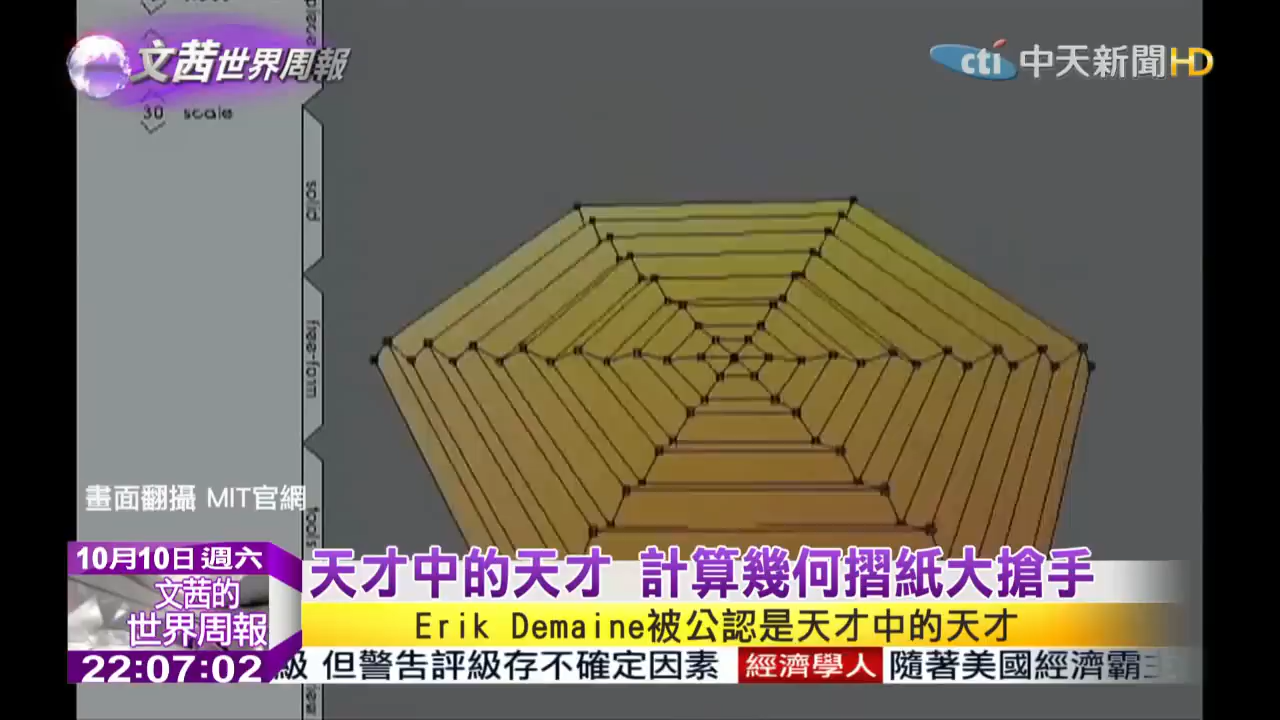 文茜世界周報
cti 中天新聞HD
30 scale
solid
free-form
tools
畫面翻攝 MIT官網
10月10日 週六
天才中的天才 計算幾何摺紙大搶手
文茜的
世界周報
Erik Demaine被公認是天才中的天才
22:07:02
級 但警告評級存不確定因素 經濟學人 隨著美國經濟霸主